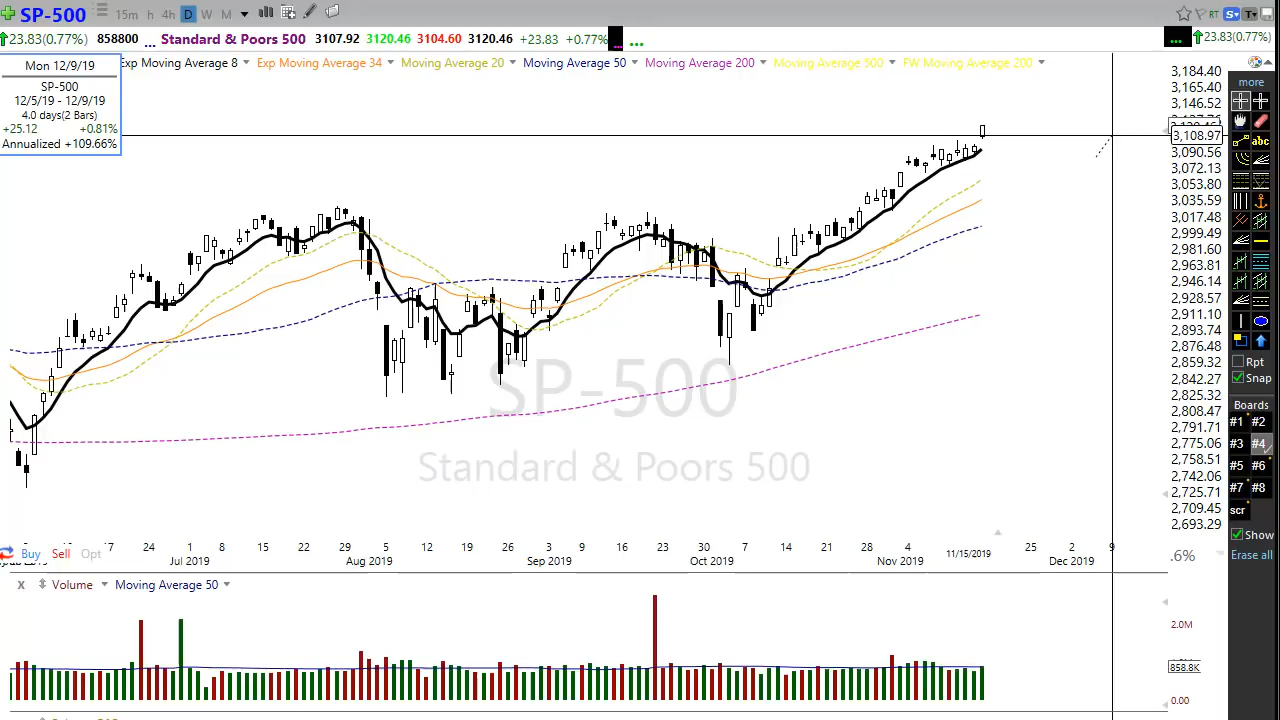 SP-500 15m h 4h D W M RT S T
23.83(0.77%) 858800 ... Standard & Poors 500 3107.92 3120.46 3104.60 3120.46 +23.83 +0.77% ... ... ... 23.83(0.77%)
Mon 12/9/19
SP-500
12/5/19 - 12/9/19
4.0 days(2 Bars)
+25.12 +0.81%
Annualized +109.66%
Exp Moving Average 8 Exp Moving Average 34 Moving Average 20 Moving Average 50 Moving Average 200 Moving Average 500 FW Moving Average 200
3,184.40
3,165.40
3,146.52
3,108.97
3,090.56
3,072.13
3,053.80
3,035.59
3,017.48
2,999.49
2,981.60
2,963.81
2,946.14
2,928.57
2,911.10
2,893.74
2,876.48
2,859.32
2,842.27
2,825.32
2,808.47
2,791.71
2,775.06
2,758.51
2,742.06
2,725.71
2,709.45
2,693.29
more
abc
Rpt
Snap
Boards
#1 #2
#3 #4
#5 #6
#7 #8
scr
Show
Erase all
SP-500
Standard & Poors 500
Buy Sell Opt
17 24 1 8 15 22 29 5 12 19 26 3 9 16 23 30 7 14 21 28 4 11/15/2019 25 2 9
Jul 2019 Aug 2019 Sep 2019 Oct 2019 Nov 2019 Dec 2019
.6%
x Volume Moving Average 50
2.0M
858.8K
0.00